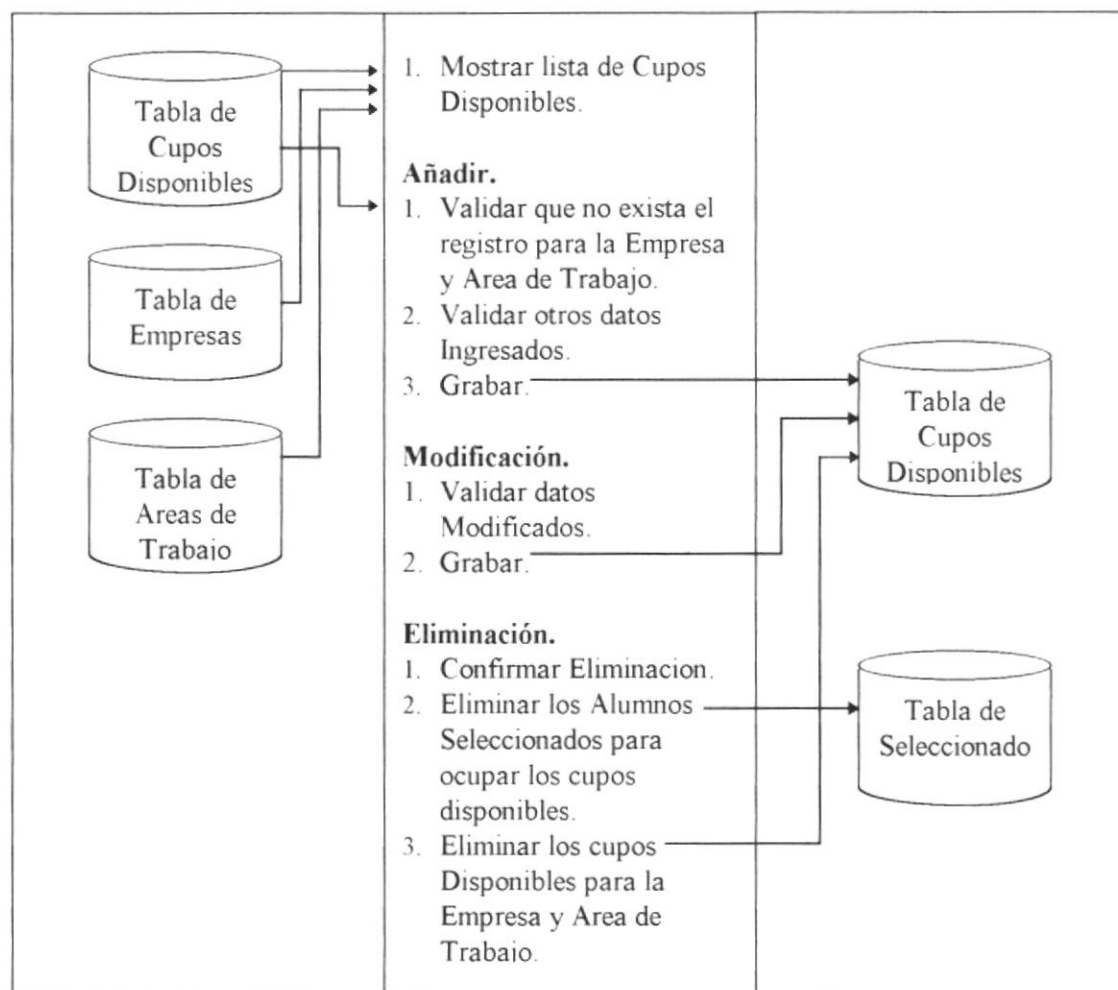 Tabla de
Cupos
Disponibles
Tabla de
Empresas
Tabla de
Areas de
Trabajo
1. Mostrar lista de Cupos
Disponibles.
Añadir.
1. Validar que no exista el
registro para la Empresa
y Area de Trabajo.
2. Validar otros datos
Ingresados.
3. Grabar.
Modificación.
1. Validar datos
Modificados.
2. Grabar.
Eliminación.
1. Confirmar Eliminacion.
2. Eliminar los Alumnos
Seleccionados para
ocupar los cupos
disponibles.
3. Eliminar los cupos
Disponibles para la
Empresa y Area de
Trabajo.
Tabla de
Cupos
Disponibles
Tabla de
Seleccionado